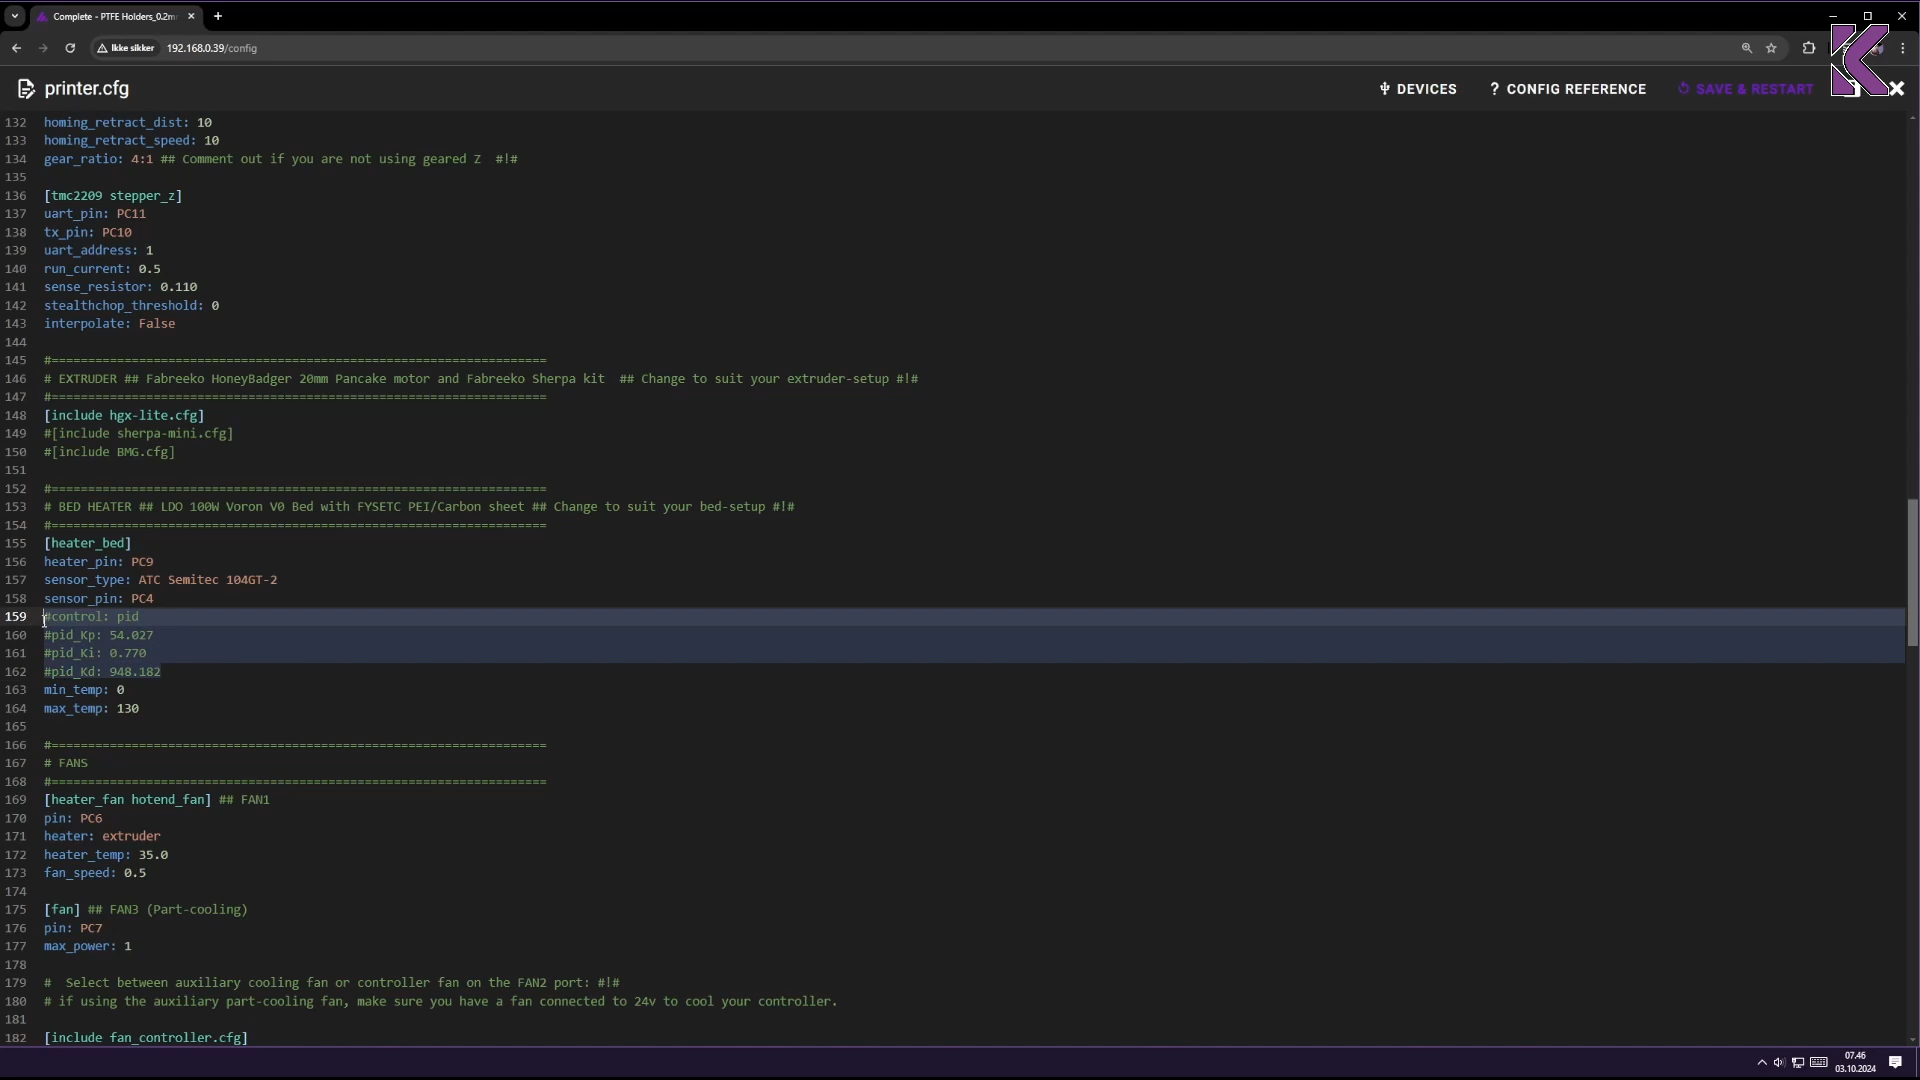 Complete - PTFE Holders_0.2m
Ikke sikker 192.168.0.39/config
printer.cfg
DEVICES
? CONFIG REFERENCE
SAVE & RESTART
K
132 homing_retract_dist: 10
133 homing_retract_speed: 10
134 gear_ratio: 4:1 ## Comment out if you are not using geared Z  #!#
135
136 [tmc2209 stepper_z]
137 uart_pin: PC11
138 tx_pin: PC10
139 uart_address: 1
140 run_current: 0.5
141 sense_resistor: 0.110
142 stealthchop_threshold: 0
143 interpolate: False
144
145 #====================================================================
146 # EXTRUDER ## Fabreeko HoneyBadger 20mm Pancake motor and Fabreeko Sherpa kit  ## Change to suit your extruder-setup #!#
147 #====================================================================
148 [include hgx-lite.cfg]
149 #[include sherpa-mini.cfg]
150 #[include BMG.cfg]
151
152 #====================================================================
153 # BED HEATER ## LDO 100W Voron V0 Bed with FYSETC PEI/Carbon sheet ## Change to suit your bed-setup #!#
154 #====================================================================
155 [heater_bed]
156 heater_pin: PC9
157 sensor_type: ATC Semitec 104GT-2
158 sensor_pin: PC4
159 #control: pid
160 #pid_Kp: 54.027
161 #pid_Ki: 0.770
162 #pid_Kd: 948.182
163 min_temp: 0
164 max_temp: 130
165
166 #====================================================================
167 # FANS
168 #====================================================================
169 [heater_fan hotend_fan] ## FAN1
170 pin: PC6
171 heater: extruder
172 heater_temp: 35.0
173 fan_speed: 0.5
174
175 [fan] ## FAN3 (Part-cooling)
176 pin: PC7
177 max_power: 1
178
179 #  Select between auxiliary cooling fan or controller fan on the FAN2 port: #!#
180 # if using the auxiliary part-cooling fan, make sure you have a fan connected to 24v to cool your controller.
181
182 [include fan_controller.cfg]
07.46
03.10.2024